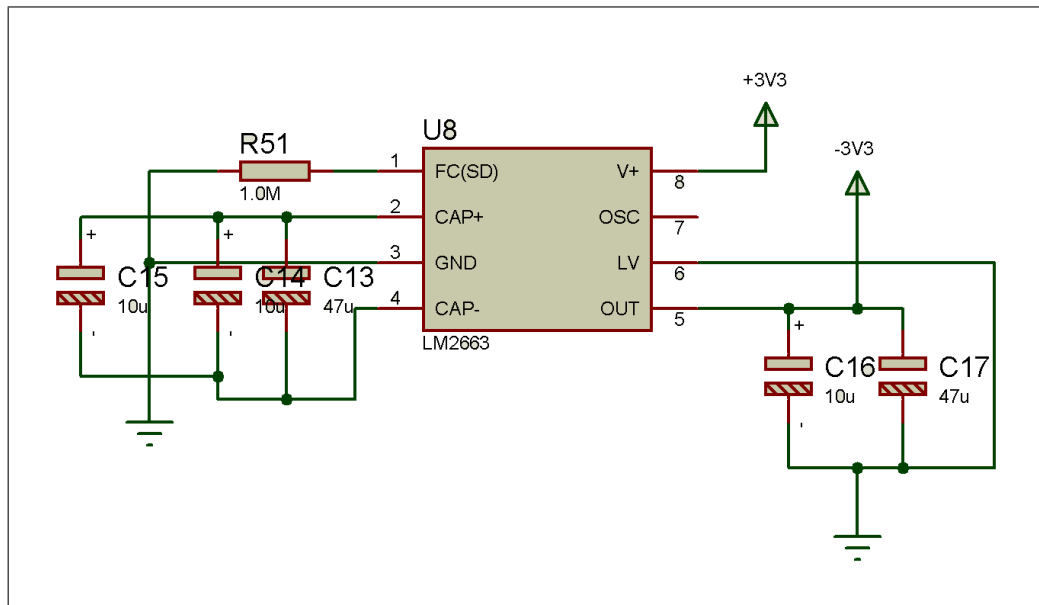 +3V3
-3V3
U8
R51
1.0M
1
FC(SD)
V+
8
2
CAP+
OSC
7
3
GND
LV
6
4
CAP-
OUT
5
LM2663
+
C15
10u
-
+
C14
10u
-
C13
47u
+
C16
10u
-
C17
47u